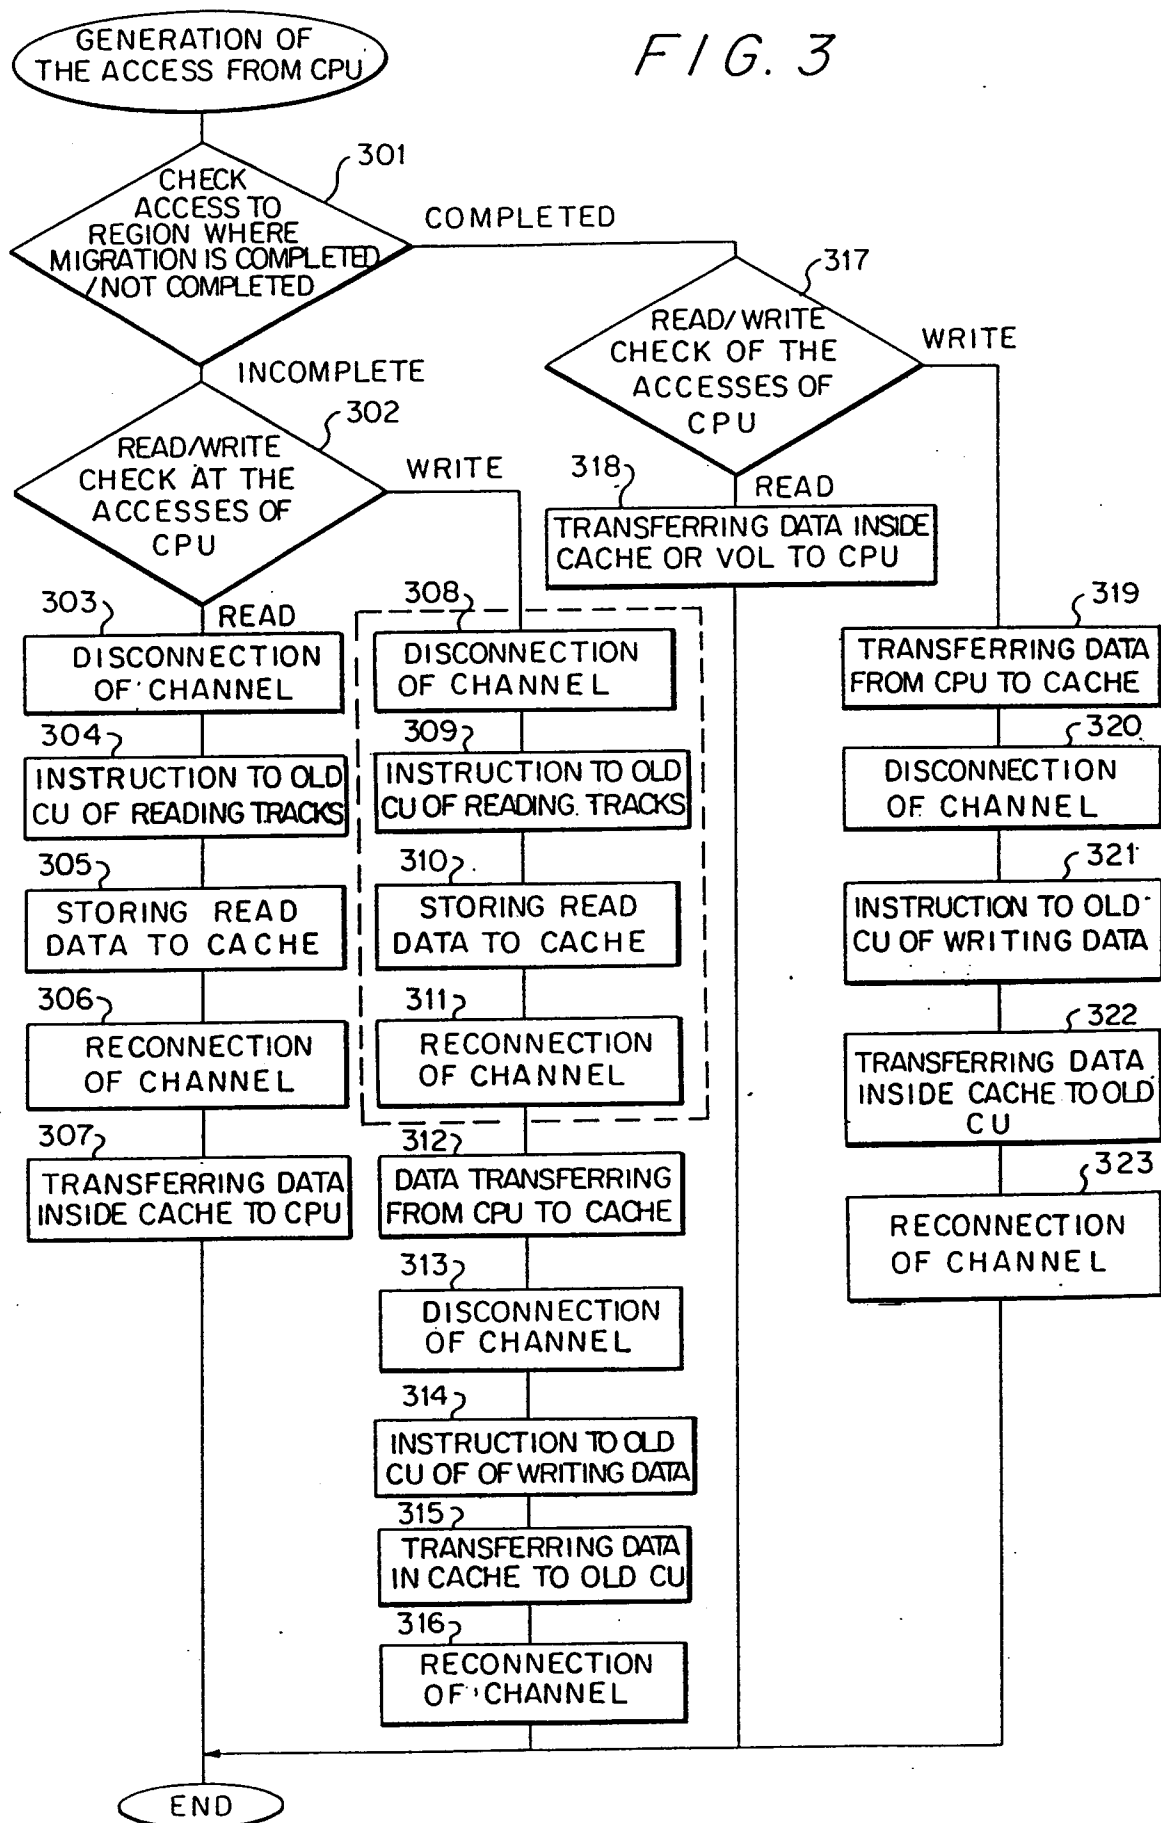 FIG. 3
GENERATION OF
THE ACCESS FROM CPU
301
CHECK
ACCESS TO
REGION WHERE
MIGRATION IS COMPLETED
/NOT COMPLETED
COMPLETED
INCOMPLETE
302
READ/WRITE
CHECK AT THE
ACCESSES OF
CPU
WRITE
READ
303
DISCONNECTION
OF CHANNEL
304
INSTRUCTION TO OLD
CU OF READING TRACKS
305
STORING READ
DATA TO CACHE
306
RECONNECTION
OF CHANNEL
307
TRANSFERRING DATA
INSIDE CACHE TO CPU
308
DISCONNECTION
OF CHANNEL
309
INSTRUCTION TO OLD
CU OF READING. TRACKS
310
STORING READ
DATA TO CACHE
311
RECONNECTION
OF CHANNEL
312
DATA TRANSFERRING
FROM CPU TO CACHE
313
DISCONNECTION
OF CHANNEL
314
INSTRUCTION TO OLD
CU OF OF WRITING DATA
315
TRANSFERRING DATA
IN CACHE TO OLD CU
316
RECONNECTION
OF CHANNEL
317
READ/WRITE
CHECK OF THE
ACCESSES OF
CPU
WRITE
READ
318
TRANSFERRING DATA INSIDE
CACHE OR VOL TO CPU
319
TRANSFERRING DATA
FROM CPU TO CACHE
320
DISCONNECTION
OF CHANNEL
321
INSTRUCTION TO OLD
CU OF WRITING DATA
322
TRANSFERRING DATA
INSIDE CACHE TO OLD
CU
323
RECONNECTION
OF CHANNEL
END